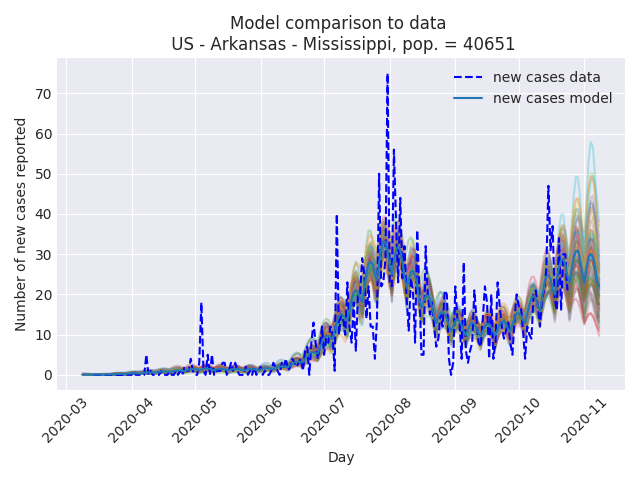 Model comparison to data
US - Arkansas - Mississippi, pop. = 40651
new cases data
new cases model
Number of new cases reported
70
60
50
40
30
20
10
0
2020-03
2020-04
2020-05
2020-06
2020-07
2020-08
2020-09
2020-10
2020-11
Day